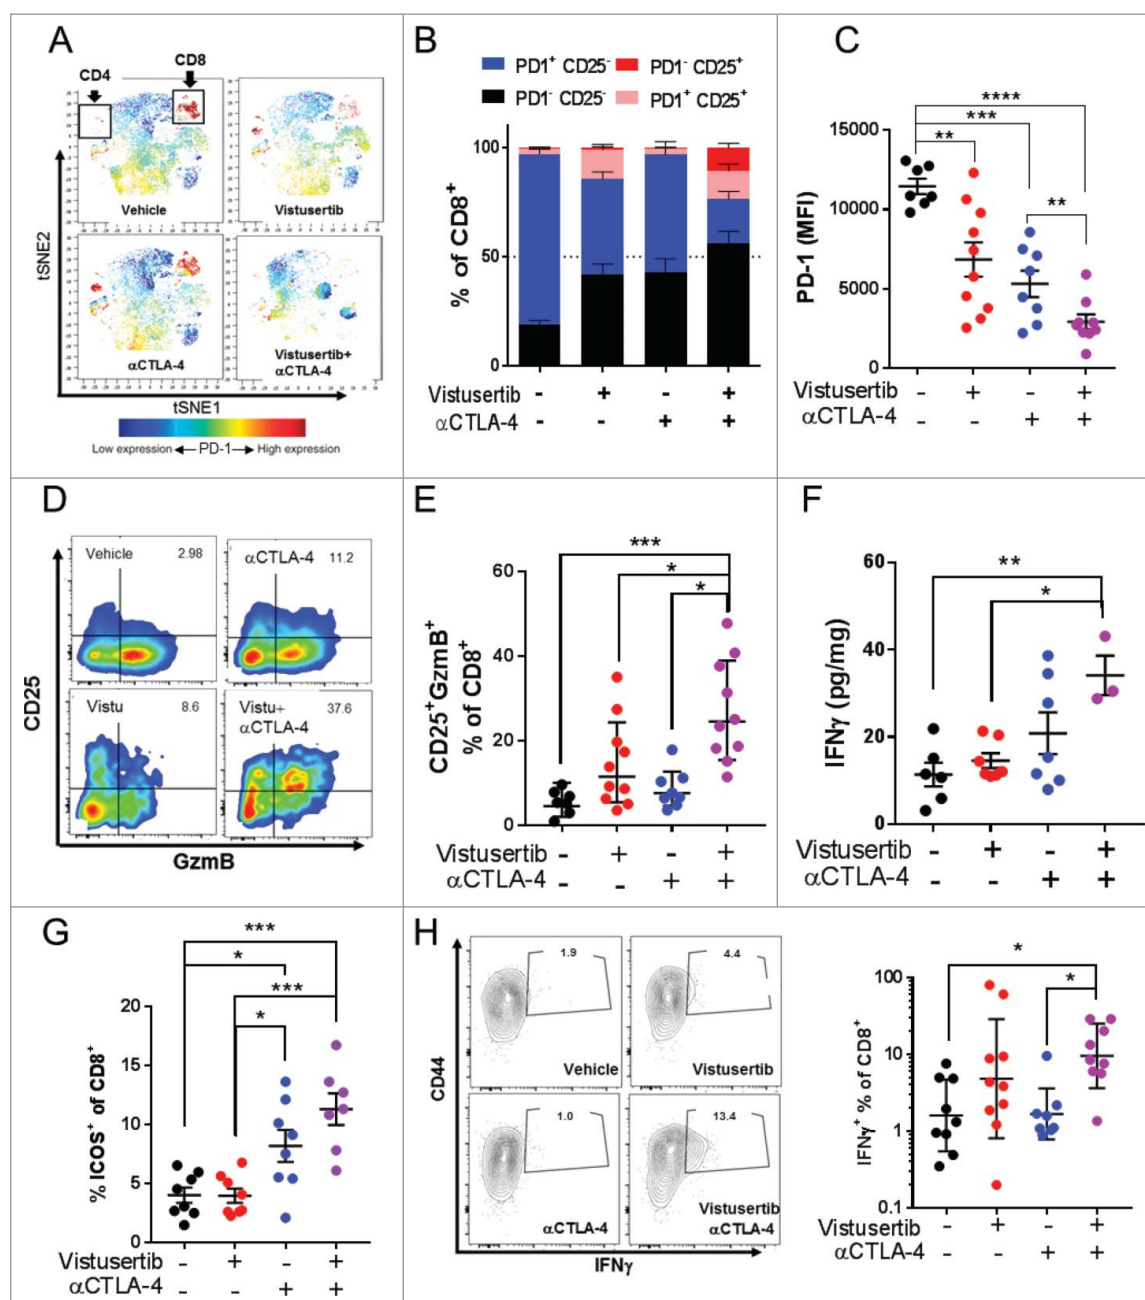 A
CD4
CD8
Vehicle
Vistusertib
αCTLA-4
Vistusertib+
αCTLA-4
tSNE2
tSNE1
Low expression
PD-1
High expression
B
PD1⁺ CD25⁻
PD1⁻ CD25⁺
PD1⁻ CD25⁻
PD1⁺ CD25⁺
% of CD8⁺
100
50
0
Vistusertib - + - +
αCTLA-4 - - + +
C
****
***
**
**
PD-1 (MFI)
15000
10000
5000
0
Vistusertib - + - +
αCTLA-4 - - + +
D
Vehicle 2.98
αCTLA-4 11.2
Vistu 8.6
Vistu+ 37.6
αCTLA-4
CD25
GzmB
E
***
*
*
CD25⁺GzmB⁺
% of CD8⁺
60
40
20
0
Vistusertib - + - +
αCTLA-4 - - + +
F
**
*
IFNγ (pg/mg)
60
40
20
0
Vistusertib - + - +
αCTLA-4 - - + +
G
***
*
***
*
% ICOS⁺ of CD8⁺
20
15
10
5
0
Vistusertib - + - +
αCTLA-4 - - + +
H
1.9
Vehicle
4.4
Vistusertib
1.0
αCTLA-4
13.4
Vistusertib
αCTLA-4
CD44
IFNγ
*
*
IFNγ⁺ % of CD8⁺
100
10
1
0.1
Vistusertib - + - +
αCTLA-4 - - + +